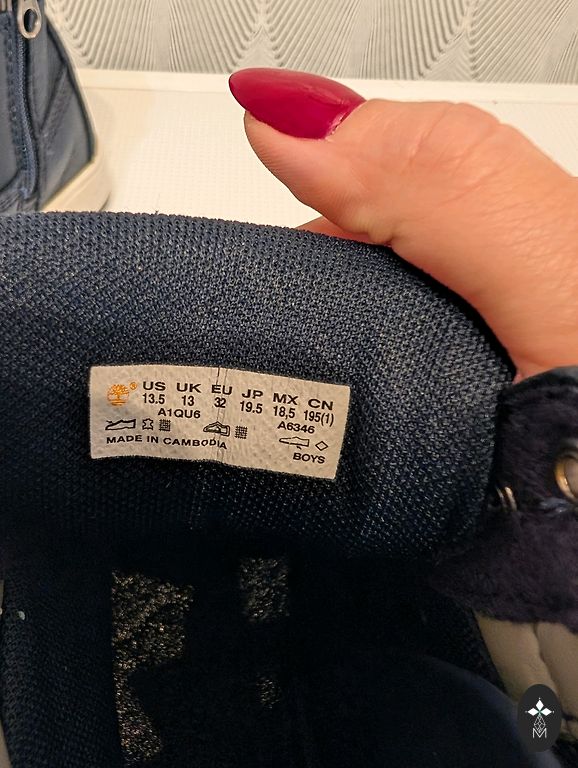 US UK EU JP MX CN
13.5 13 32 19.5 18,5 195(1)
A1QU6 A6346
MADE IN CAMBODIA BOYS
M